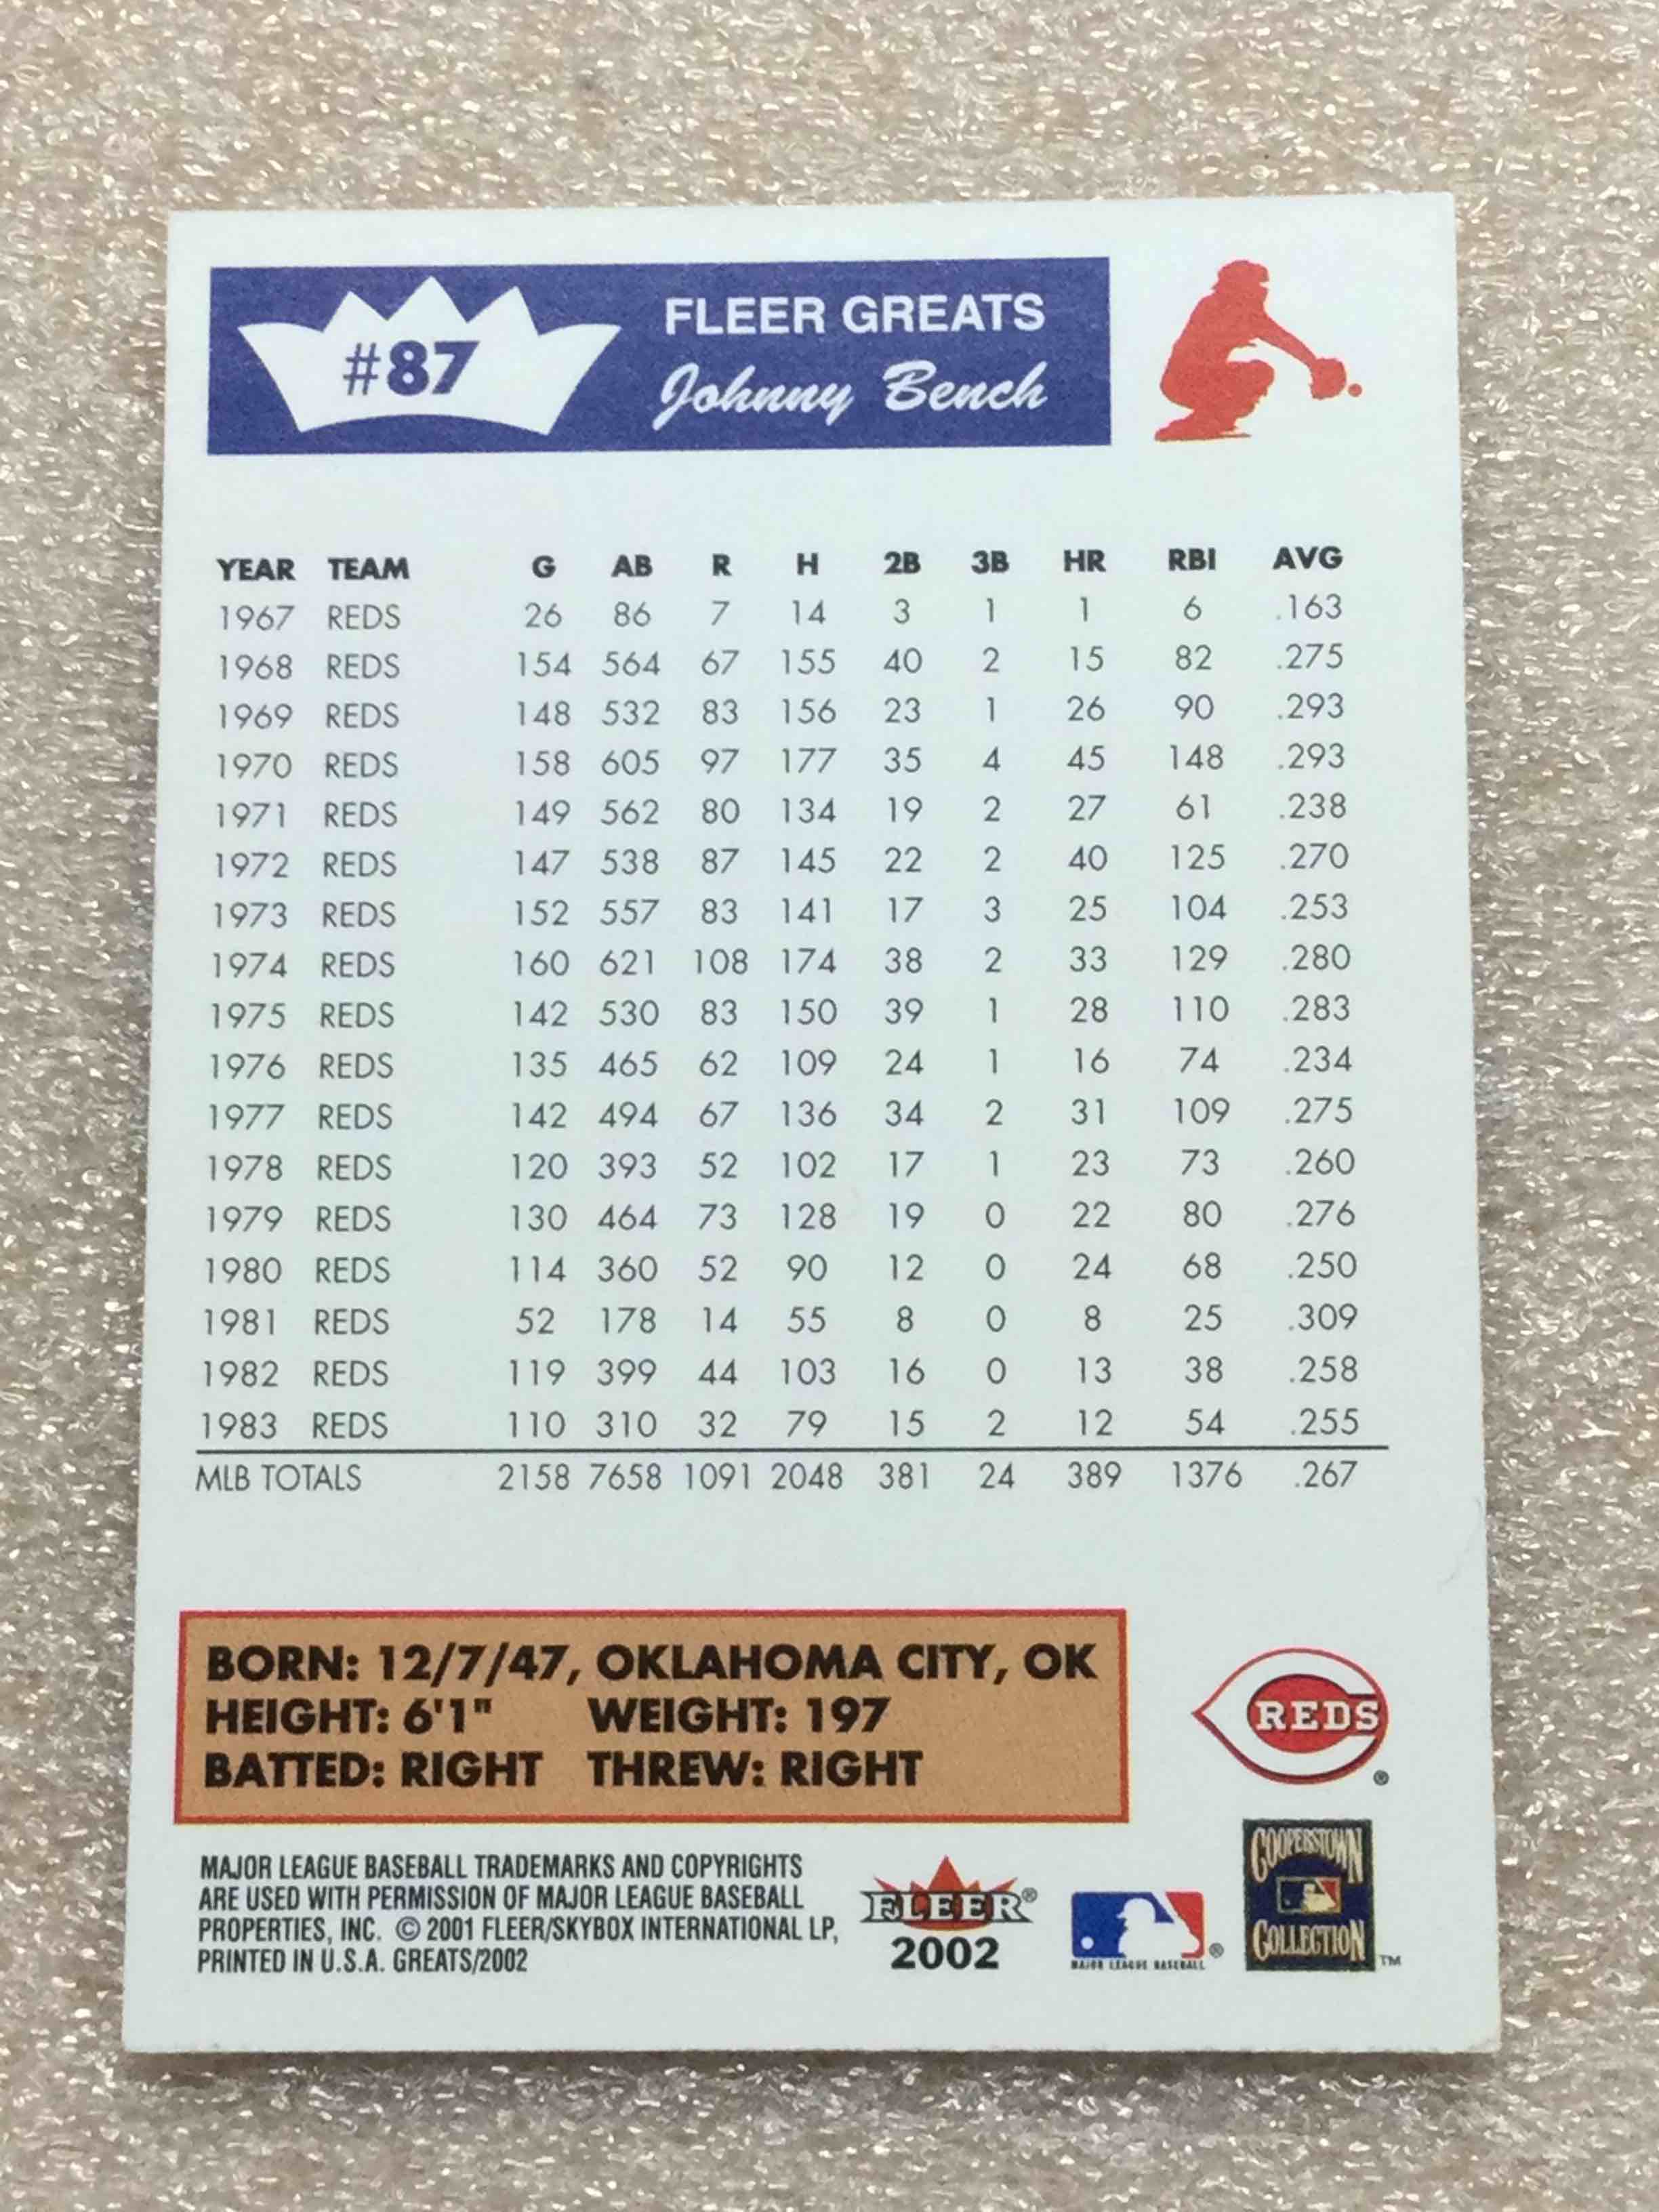 #87
FLEER GREATS
Johnny Bench
YEAR TEAM G AB R H 2B 3B HR RBI AVG
1967 REDS 26 86 7 14 3 1 1 6 .163
1968 REDS 154 564 67 155 40 2 15 82 .275
1969 REDS 148 532 83 156 23 1 26 90 .293
1970 REDS 158 605 97 177 35 4 45 148 .293
1971 REDS 149 562 80 134 19 2 27 61 .238
1972 REDS 147 538 87 145 22 2 40 125 .270
1973 REDS 152 557 83 141 17 3 25 104 .253
1974 REDS 160 621 108 174 38 2 33 129 .280
1975 REDS 142 530 83 150 39 1 28 110 .283
1976 REDS 135 465 62 109 24 1 16 74 .234
1977 REDS 142 494 67 136 34 2 31 109 .275
1978 REDS 120 393 52 102 17 1 23 73 .260
1979 REDS 130 464 73 128 19 0 22 80 .276
1980 REDS 114 360 52 90 12 0 24 68 .250
1981 REDS 52 178 14 55 8 0 8 25 .309
1982 REDS 119 399 44 103 16 0 13 38 .258
1983 REDS 110 310 32 79 15 2 12 54 .255
MLB TOTALS 2158 7658 1091 2048 381 24 389 1376 .267
BORN: 12/7/47, OKLAHOMA CITY, OK
HEIGHT: 6'1" WEIGHT: 197
BATTED: RIGHT THREW: RIGHT
REDS ®
MAJOR LEAGUE BASEBALL TRADEMARKS AND COPYRIGHTS
ARE USED WITH PERMISSION OF MAJOR LEAGUE BASEBALL
PROPERTIES, INC. © 2001 FLEER/SKYBOX INTERNATIONAL LP,
PRINTED IN U.S.A. GREATS/2002
FLEER®
2002
®
MAJOR LEAGUE BASEBALL
COOPERSTOWN
COLLECTION ™